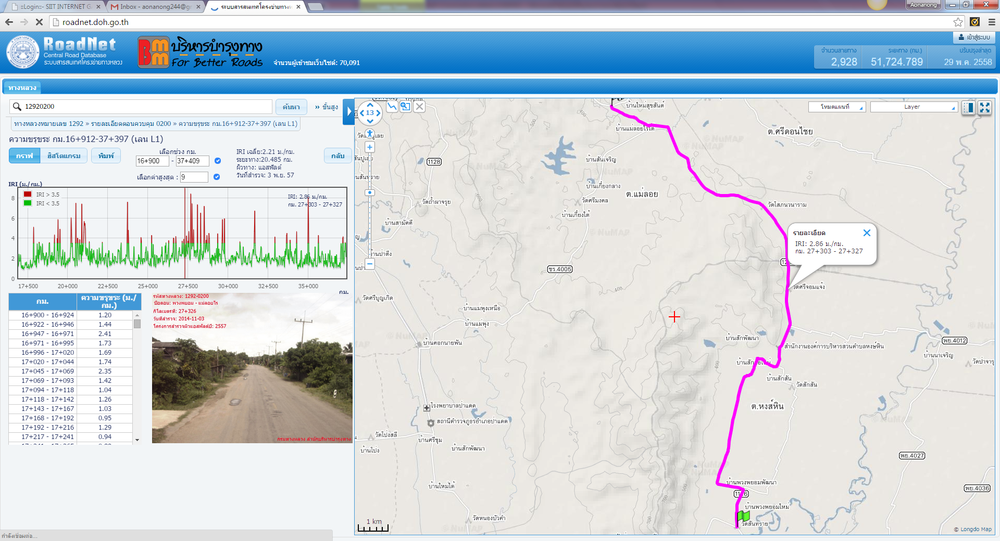 ::Login::- SIIT INTERNET G
Inbox - aonanong244@gm
ระบบสารสนเทศโครงข่ายทางห
Aonanong
roadnet.doh.go.th
RoadNet
Central Road Database
ระบบสารสนเทศโครงข่ายทางหลวง
BMM
บริหารบำรุงทาง
For Better Roads
จำนวนผู้เข้าชมเว็บไซต์: 70,091
เข้าสู่ระบบ
จำนวนสายทาง
2,928
ระยะทาง (กม.)
51,724.789
ปรับปรุงล่าสุด
29 พ.ค. 2558
ทางหลวง
12920200
ค้นหา
» ขั้นสูง
ทางหลวงหมายเลข 1292 » รายละเอียดตอนควบคุม 0200 » ความขรุขระ กม.16+912-37+397 (เลน L1)
ความขรุขระ กม.16+912-37+397 (เลน L1)
กราฟ
ฮิสโตแกรม
พิมพ์
เลือกช่วง กม.
16+900 - 37+409
เลือกค่าสูงสุด : 9
IRI เฉลี่ย:2.21 ม./กม.
ระยะทาง:20.485 กม.
ผิวทาง: แอสฟัลต์
วันที่สำรวจ: 3 พ.ย. 57
กลับ
IRI (ม./กม.)
IRI > 3.5
IRI < 3.5
IRI: 2.86 ม./กม.
กม. 27+303 - 27+327
8
6
4
2
0
17+500 20+000 22+500 25+000 27+500 30+000 32+500 35+000
กม.
กม. ความขรุขระ (ม./กม.)
16+900 - 16+924 1.20
16+922 - 16+946 1.44
16+947 - 16+971 2.41
16+971 - 16+995 1.73
16+996 - 17+020 1.69
17+020 - 17+044 1.74
17+045 - 17+069 2.35
17+069 - 17+093 1.42
17+094 - 17+118 1.04
17+118 - 17+142 1.26
17+143 - 17+167 1.03
17+168 - 17+192 0.95
17+192 - 17+216 1.29
17+217 - 17+241 0.94
รหัสทางหลวง: 1292-0200
ชื่อตอน: พวงพยอม - แม่ลอยไร่
กิโลเมตรที่: 27+326
วันที่สำรวจ: 2014-11-03
โครงการสำรวจผิวแอสฟัลต์ปี: 2557
กรมทางหลวง สำนักบริหารบำรุงทาง
13
โหมดแผนที่
Layer
บ้านใหม่สุขสันต์
บ้านแม่ลอยไร่ใต้
ต.ศรีดอนไชย
1128
บ้านสันเจริญ
บ้านเกี๋ยงกลาง
ต.แม่ลอย
วัดศรีมงคล
บ้านเกี๋ยงใต้
วัดถ้ำผาจรุย
บ้านสามัคคี
วัดโสภนวนาราม
รายละเอียด
IRI: 2.86 ม./กม.
กม. 27+303 - 27+327
ชร.4005
วัดศรีจอมแจ้ง
วัดศรีบุญเกิด
บ้านแม่พุงเหนือ
บ้านแม่พุง
บ้านคอกนายพัน
บ้านสักพัฒนา
สำนักงานองค์การบริหารส่วนตำบลหงษ์หิน
พย.4012
บ้านนาเจริญ
บ้านสักสัน
วัดสักสัน
ต.หงส์หิน
โรงพยาบาลป่าแดด
สถานีตำรวจภูธรอำเภอป่าแดด
วัดโป่งสลี
บ้านศรีชุม
บ้านโป่ง
บ้านสักพัฒนา
พย.4027
บ้านพวงพยอมพัฒนา
บ้านใหม่ใต้
พย.4036
บ้านพวงพยอมใหม่
วัดหนองบัวคำ
วัดสันทราย
400
500
600
700
NuMAP
1 km
© Longdo Map
กำลังเชื่อมต่อ...